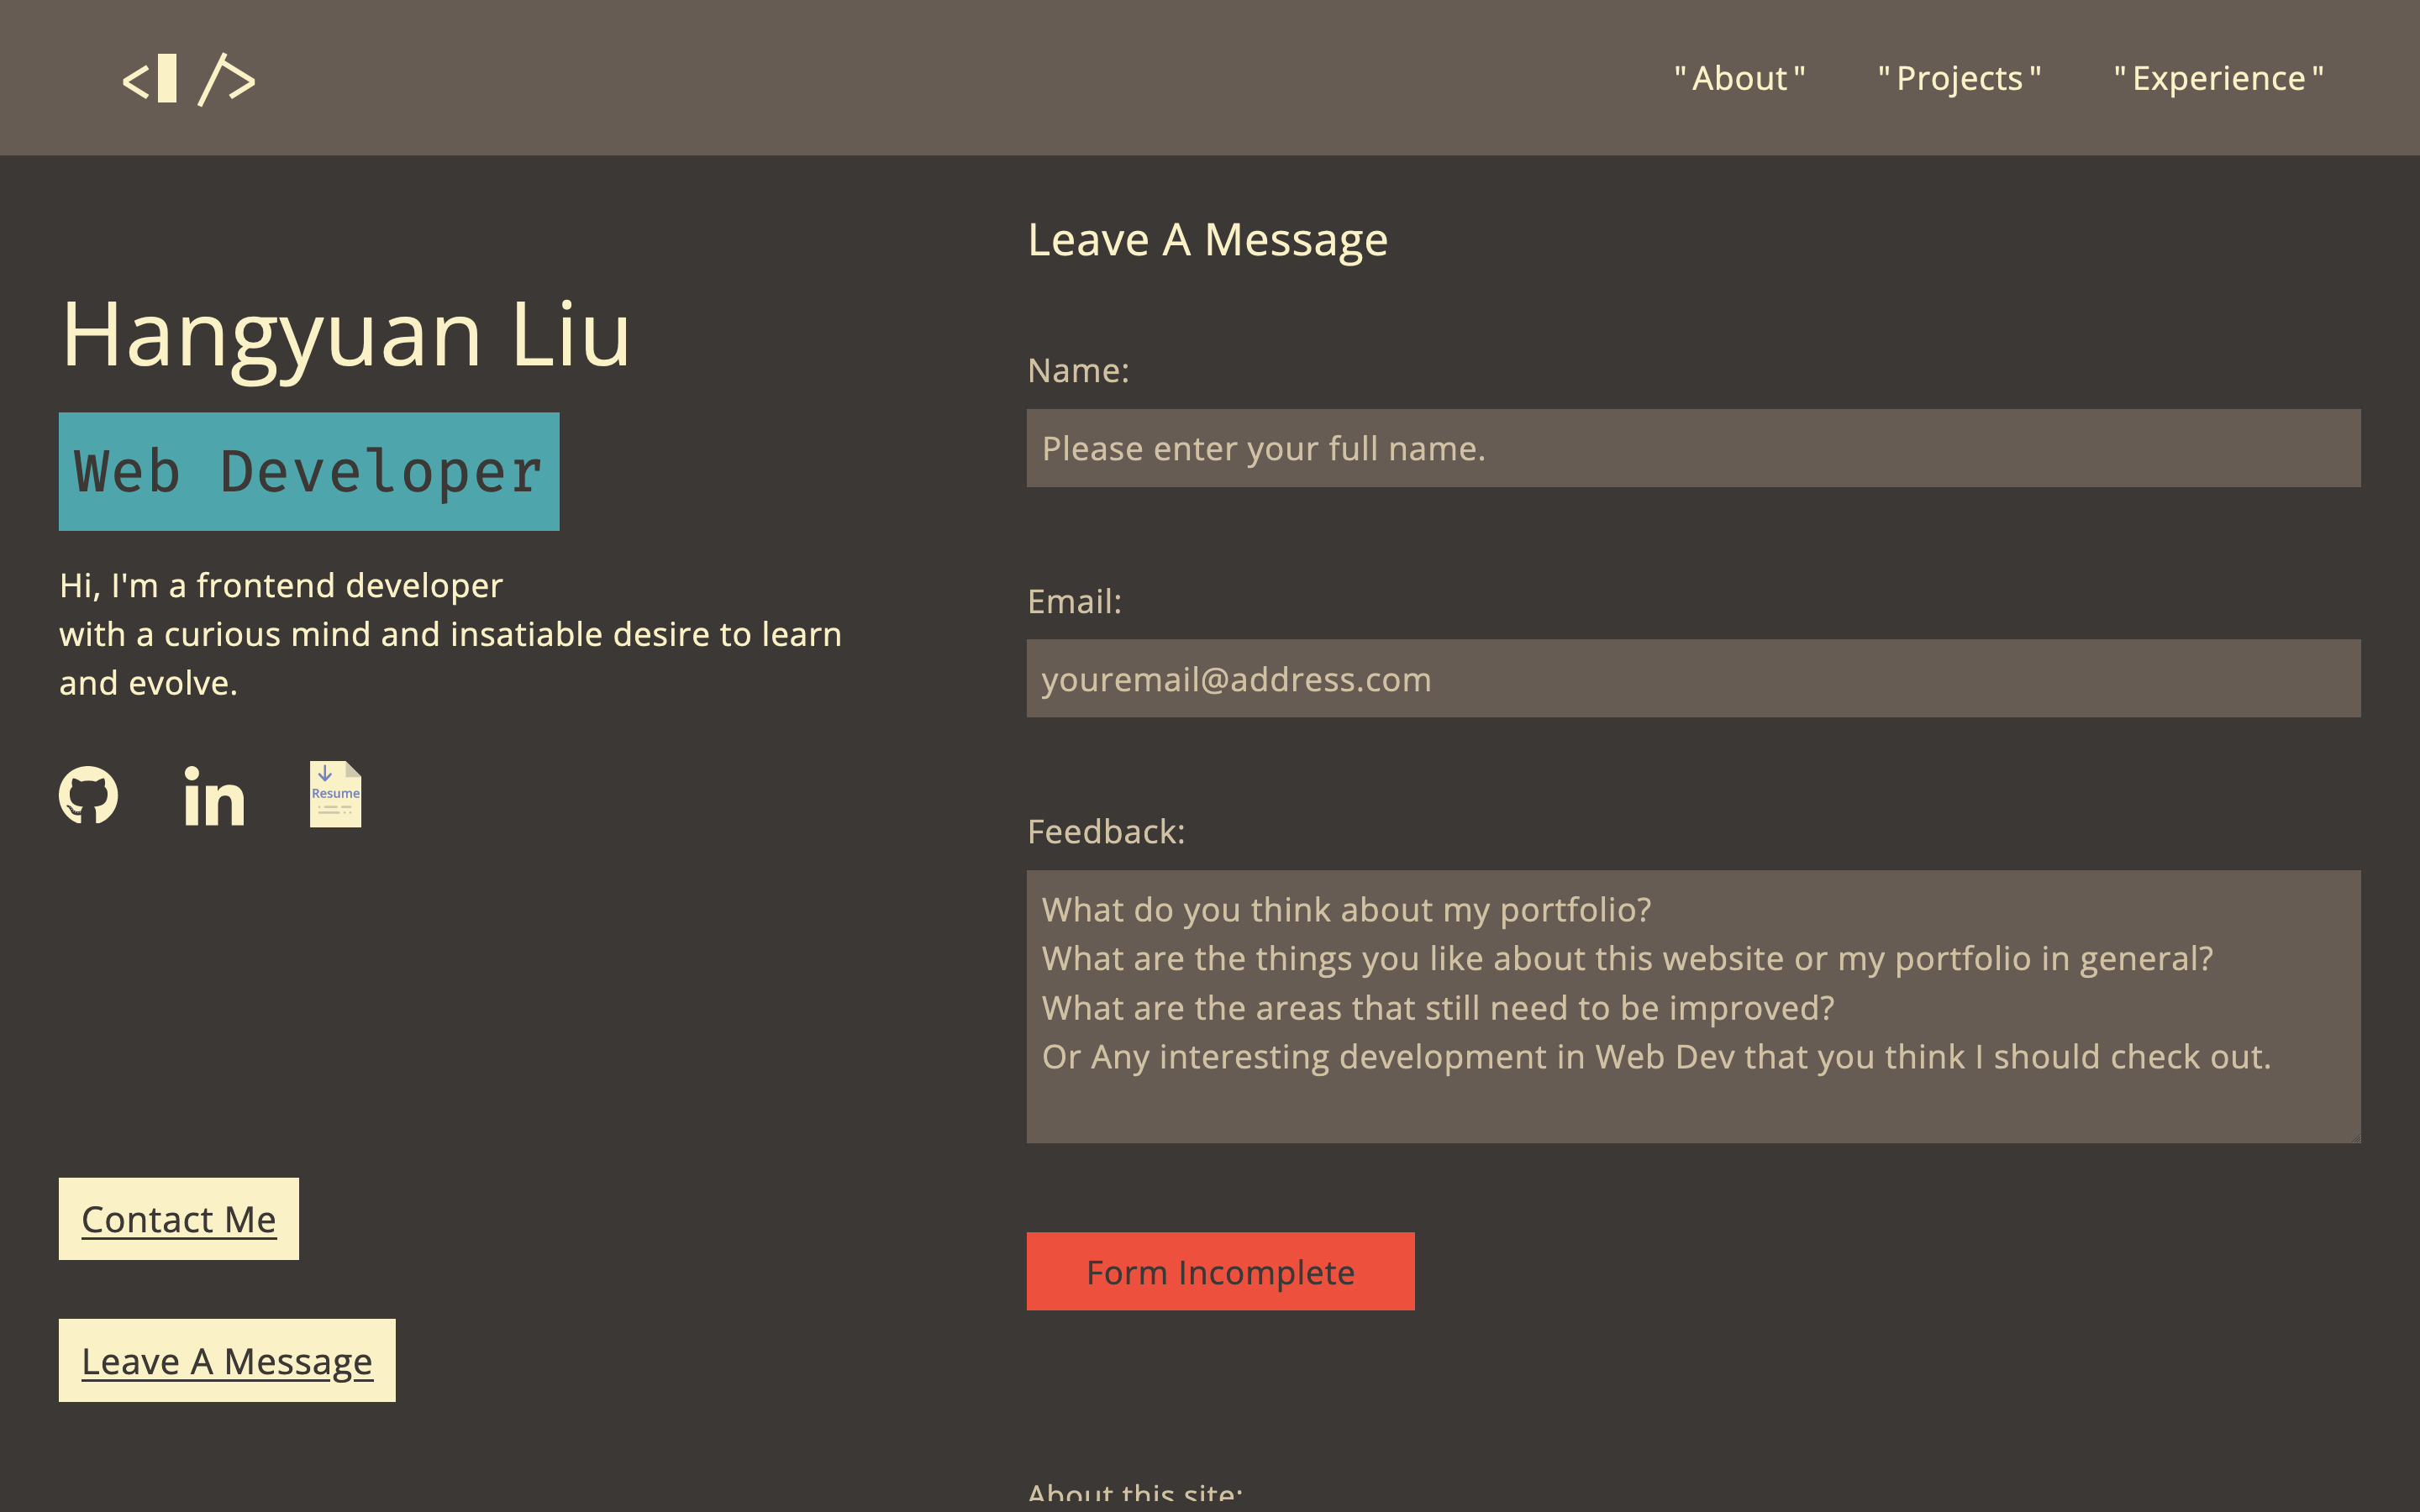 < />
"About" "Projects" "Experience"
Hangyuan Liu
Web Developer
Hi, I'm a frontend developer
with a curious mind and insatiable desire to learn
and evolve.
in
Resume
Contact Me
Leave A Message
Leave A Message
Name:
Please enter your full name.
Email:
youremail@address.com
Feedback:
What do you think about my portfolio?
What are the things you like about this website or my portfolio in general?
What are the areas that still need to be improved?
Or Any interesting development in Web Dev that you think I should check out.
Form Incomplete
About this site: